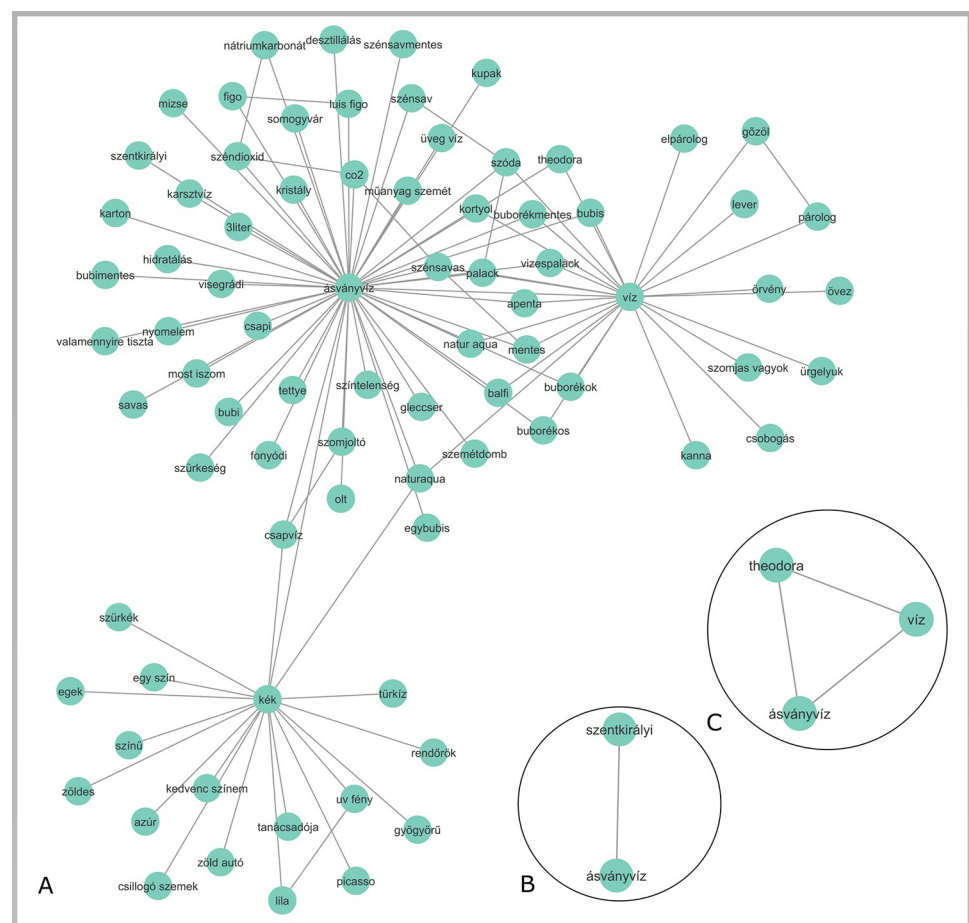 nátriumkarbonát
desztillálás
szénsavmentes
kupak
mizse
figo
luis figo
szénsav
somogyvár
üveg víz
elpárolog
gőzöl
szentkirályi
széndioxid
co2
szóda
theodora
karsztvíz
kristály
műanyag szemét
karton
3liter
kortyol
buborékmentes
bubis
lever
párolog
hidratálás
bubimentes
visegrádi
ásványvíz
szénsavas
palack
vizespalack
víz
örvény
övez
apenta
valamennyire tiszta
nyomelem
csapi
natur aqua
mentes
most iszom
tettye
színtelenség
balfi
buborékok
szomjas vagyok
ürgelyuk
savas
bubi
gleccser
buborékos
csobogás
szürkeség
fonyódi
szomjoltó
szemétdomb
kanna
naturaqua
olt
egybubis
csapvíz
szürkék
egek
egy szín
kék
türkíz
színű
rendőrök
zöldes
kedvenc színem
uv fény
azúr
tanácsadója
gyögyörű
zöld autó
csillogó szemek
lila
picasso
A
szentkirályi
ásványvíz
B
theodora
víz
ásványvíz
C